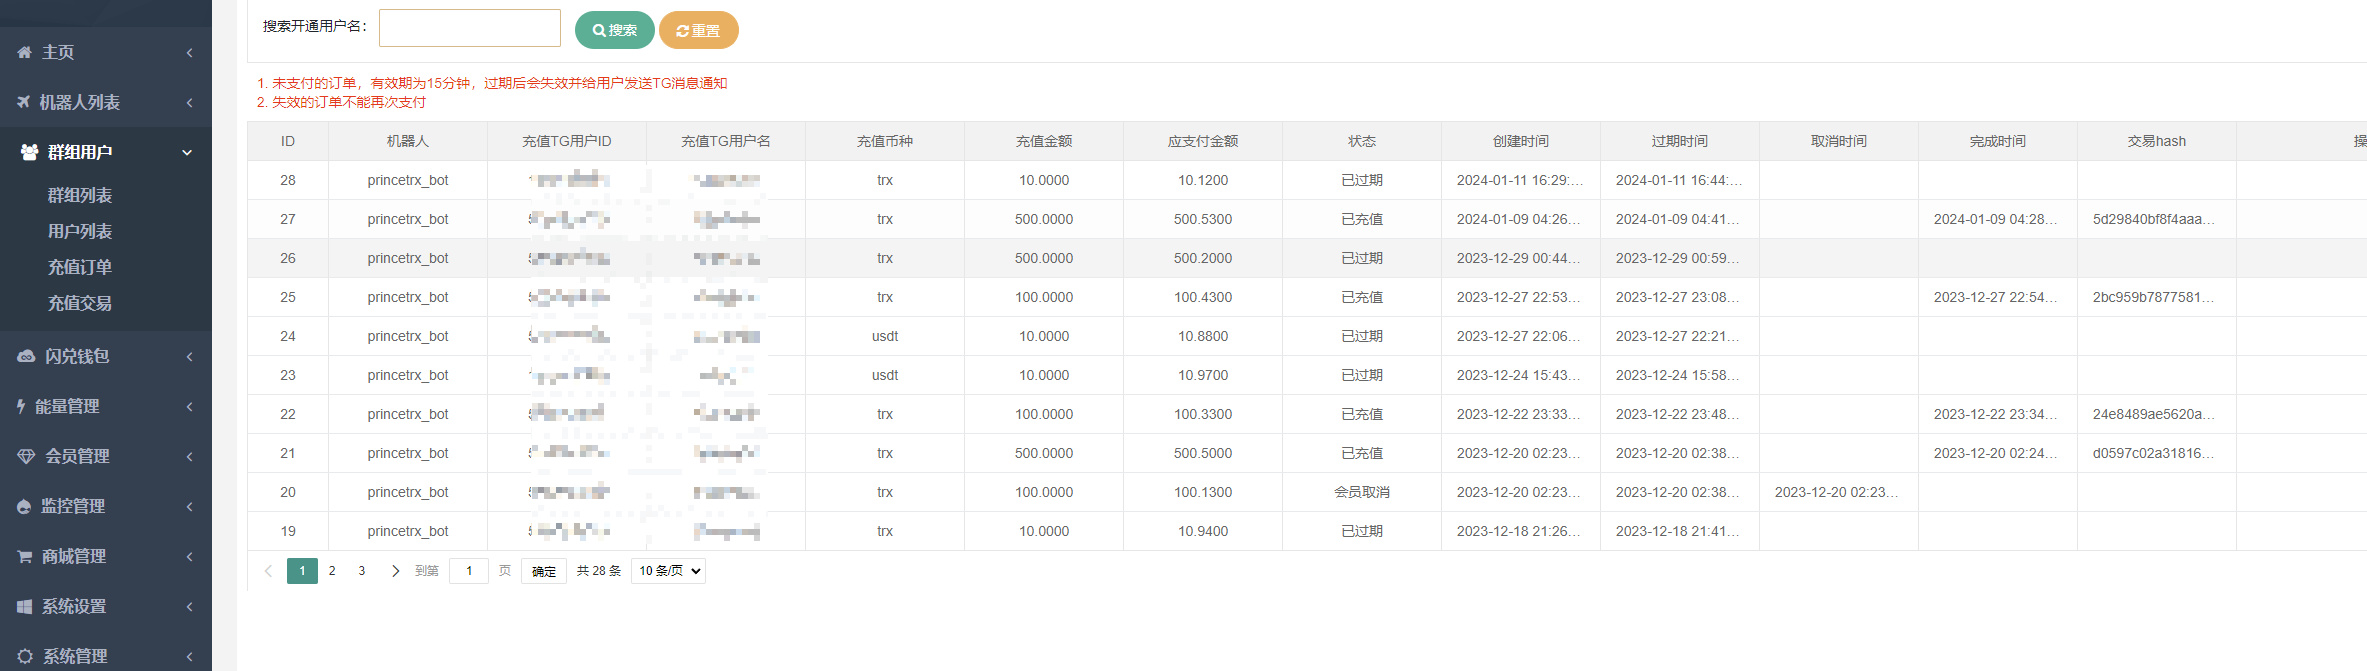 搜索开通用户名：
搜索
重置
主页
机器人列表
群组用户
群组列表
用户列表
充值订单
充值交易
闪兑钱包
能量管理
会员管理
监控管理
商城管理
系统设置
系统管理
1. 未支付的订单，有效期为15分钟，过期后会失效并给用户发送TG消息通知
2. 失效的订单不能再次支付
ID 机器人 充值TG用户ID 充值TG用户名 充值币种 充值金额 应支付金额 状态 创建时间 过期时间 取消时间 完成时间 交易hash
28 princetrx_bot trx 10.0000 10.1200 已过期 2024-01-11 16:29:... 2024-01-11 16:44:...
27 princetrx_bot trx 500.0000 500.5300 已充值 2024-01-09 04:26... 2024-01-09 04:41... 2024-01-09 04:28... 5d29840bf8f4aaa...
26 princetrx_bot trx 500.0000 500.2000 已过期 2023-12-29 00:44... 2023-12-29 00:59...
25 princetrx_bot trx 100.0000 100.4300 已充值 2023-12-27 22:53... 2023-12-27 23:08... 2023-12-27 22:54... 2bc959b7877581...
24 princetrx_bot usdt 10.0000 10.8800 已过期 2023-12-27 22:06... 2023-12-27 22:21...
23 princetrx_bot usdt 10.0000 10.9700 已过期 2023-12-24 15:43... 2023-12-24 15:58...
22 princetrx_bot trx 100.0000 100.3300 已充值 2023-12-22 23:33... 2023-12-22 23:48... 2023-12-22 23:34... 24e8489ae5620a...
21 princetrx_bot trx 500.0000 500.5000 已充值 2023-12-20 02:23... 2023-12-20 02:38... 2023-12-20 02:24... d0597c02a31816...
20 princetrx_bot trx 100.0000 100.1300 会员取消 2023-12-20 02:23... 2023-12-20 02:38... 2023-12-20 02:23...
19 princetrx_bot trx 10.0000 10.9400 已过期 2023-12-18 21:26... 2023-12-18 21:41...
1 2 3 到第 1 页 确定 共 28 条 10 条/页